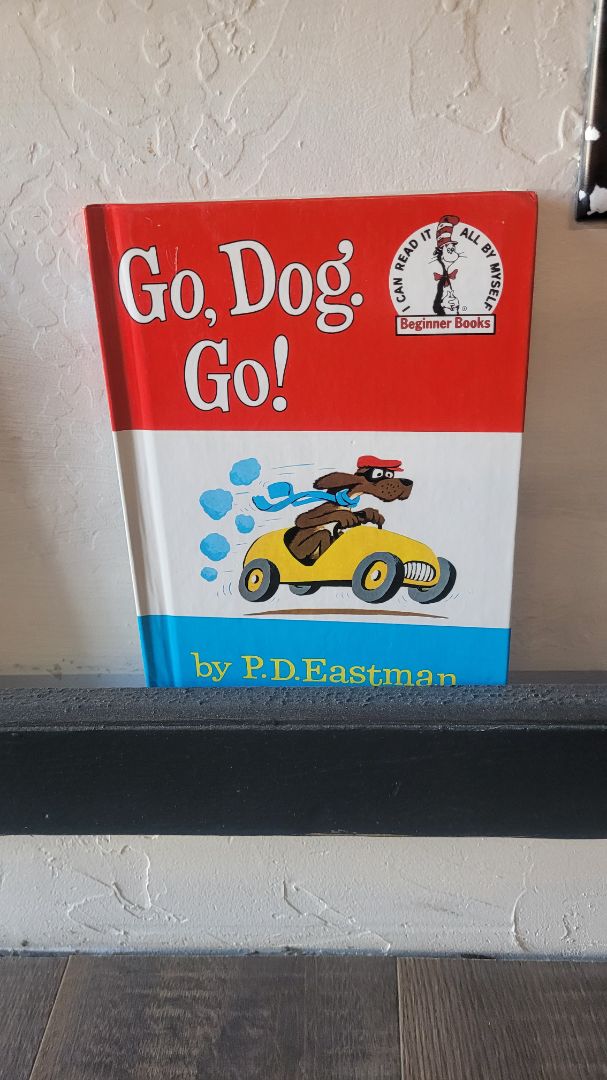 Go, Dog.
Go!
I CAN READ IT ALL BY MYSELF
Beginner Books
by P.D.Eastman